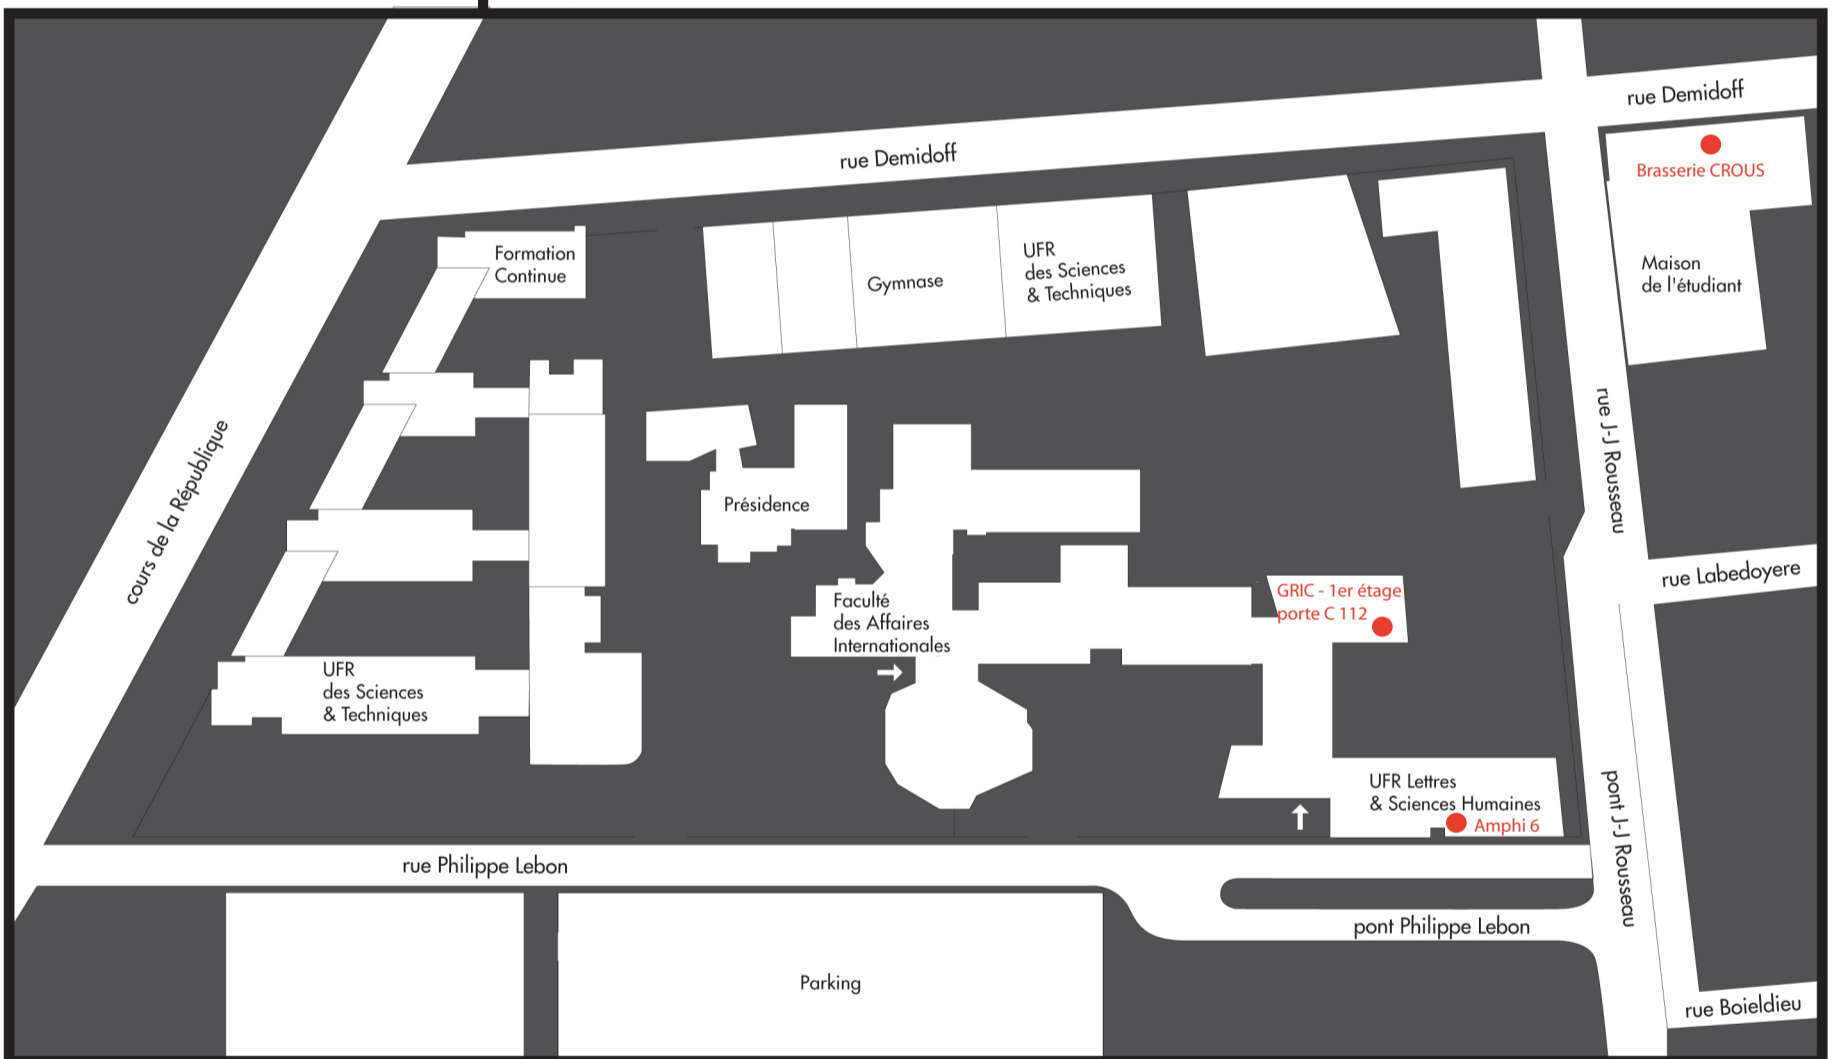 rue Demidoff
rue Demidoff
Brasserie CROUS
Formation
Continue
Gymnase
UFR
des Sciences
& Techniques
Maison
de l'étudiant
cours de la République
rue J-J Rousseau
Présidence
rue Labedoyere
GRIC - 1er étage
porte C 112
Faculté
des Affaires
Internationales
UFR
des Sciences
& Techniques
UFR Lettres
& Sciences Humaines
Amphi 6
pont J-J Rousseau
rue Philippe Lebon
pont Philippe Lebon
Parking
rue Boieldieu